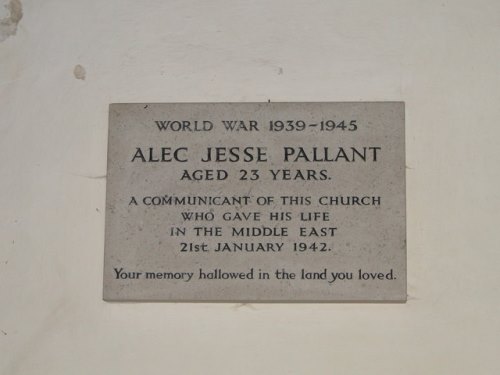 WORLD WAR 1939-1945
ALEC JESSE PALLANT
AGED 23 YEARS.
A COMMUNICANT OF THIS CHURCH
WHO GAVE HIS LIFE
IN THE MIDDLE EAST
21st JANUARY 1942.
Your memory hallowed in the land you loved.